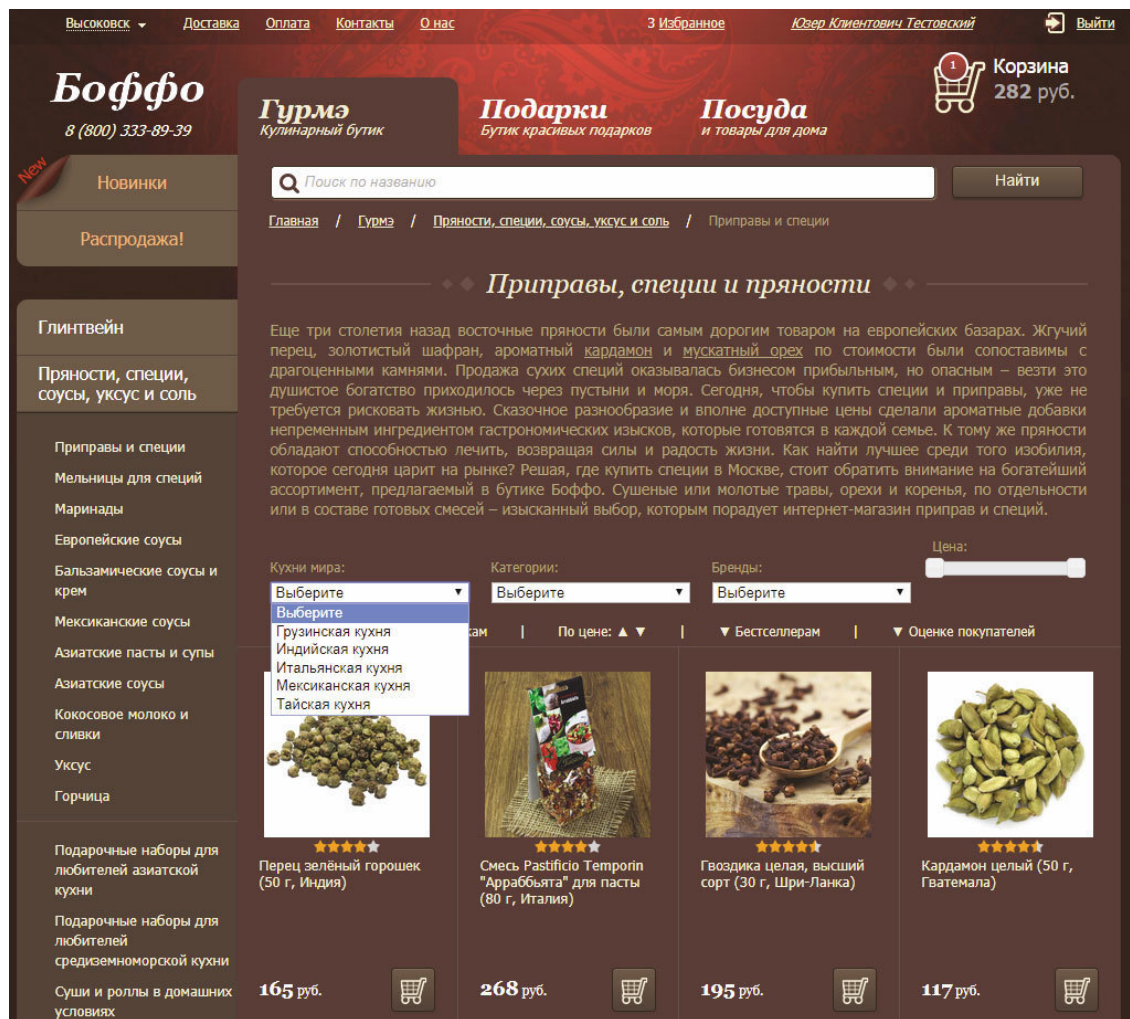 Высоковск Доставка Оплата Контакты О нас 3 Избранное Юзер Клиентович Тестовский Выйти
Боффо
8 (800) 333-89-39
Гурмэ
Кулинарный бутик
Подарки
Бутик красивых подарков
Посуда
и товары для дома
1
Корзина
282 руб.
New
Новинки
Распродажа!
Поиск по названию
Найти
Главная / Гурмэ / Пряности, специи, соусы, уксус и соль / Приправы и специи
Приправы, специи и пряности
Еще три столетия назад восточные пряности были самым дорогим товаром на европейских базарах. Жгучий
перец, золотистый шафран, ароматный кардамон и мускатный орех по стоимости были сопоставимы с
драгоценными камнями. Продажа сухих специй оказывалась бизнесом прибыльным, но опасным – везти это
душистое богатство приходилось через пустыни и моря. Сегодня, чтобы купить специи и приправы, уже не
требуется рисковать жизнью. Сказочное разнообразие и вполне доступные цены сделали ароматные добавки
непременным ингредиентом гастрономических изысков, которые готовятся в каждой семье. К тому же пряности
обладают способностью лечить, возвращая силы и радость жизни. Как найти лучшее среди того изобилия,
которое сегодня царит на рынке? Решая, где купить специи в Москве, стоит обратить внимание на богатейший
ассортимент, предлагаемый в бутике Боффо. Сушеные или молотые травы, орехи и коренья, по отдельности
или в составе готовых смесей – изысканный выбор, которым порадует интернет-магазин приправ и специй.
Глинтвейн
Пряности, специи,
соусы, уксус и соль
Приправы и специи
Мельницы для специй
Маринады
Европейские соусы
Бальзамические соусы и
крем
Мексиканские соусы
Азиатские пасты и супы
Азиатские соусы
Кокосовое молоко и
сливки
Уксус
Горчица
Подарочные наборы для
любителей азиатской
кухни
Подарочные наборы для
любителей
средиземноморской кухни
Суши и роллы в домашних
условиях
Кухни мира:
Выберите
Выберите
Грузинская кухня
Индийская кухня
Итальянская кухня
Мексиканская кухня
Тайская кухня
Категории:
Выберите
Бренды:
Выберите
Цена:
кам | По цене: ▲ ▼ | ▼ Бестселлерам | ▼ Оценке покупателей
Перец зелёный горошек
(50 г, Индия)
165 руб.
Смесь Pastificio Temporin
"Арраббьята" для пасты
(80 г, Италия)
268 руб.
Гвоздика целая, высший
сорт (30 г, Шри-Ланка)
195 руб.
Кардамон целый (50 г,
Гватемала)
117 руб.